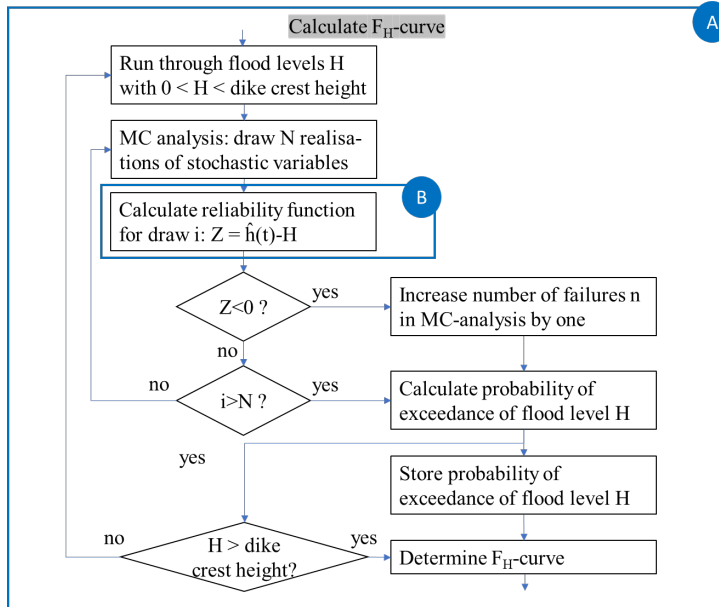 A
Calculate F_H-curve
Run through flood levels H
with 0 < H < dike crest height
MC analysis: draw N realisa-
tions of stochastic variables
B
Calculate reliability function
for draw i: Z = ĥ(t)-H
Z<0 ?
yes
Increase number of failures n
in MC-analysis by one
no
no
i>N ?
yes
Calculate probability of
exceedance of flood level H
yes
Store probability of
exceedance of flood level H
no
H > dike
crest height?
yes
Determine F_H-curve